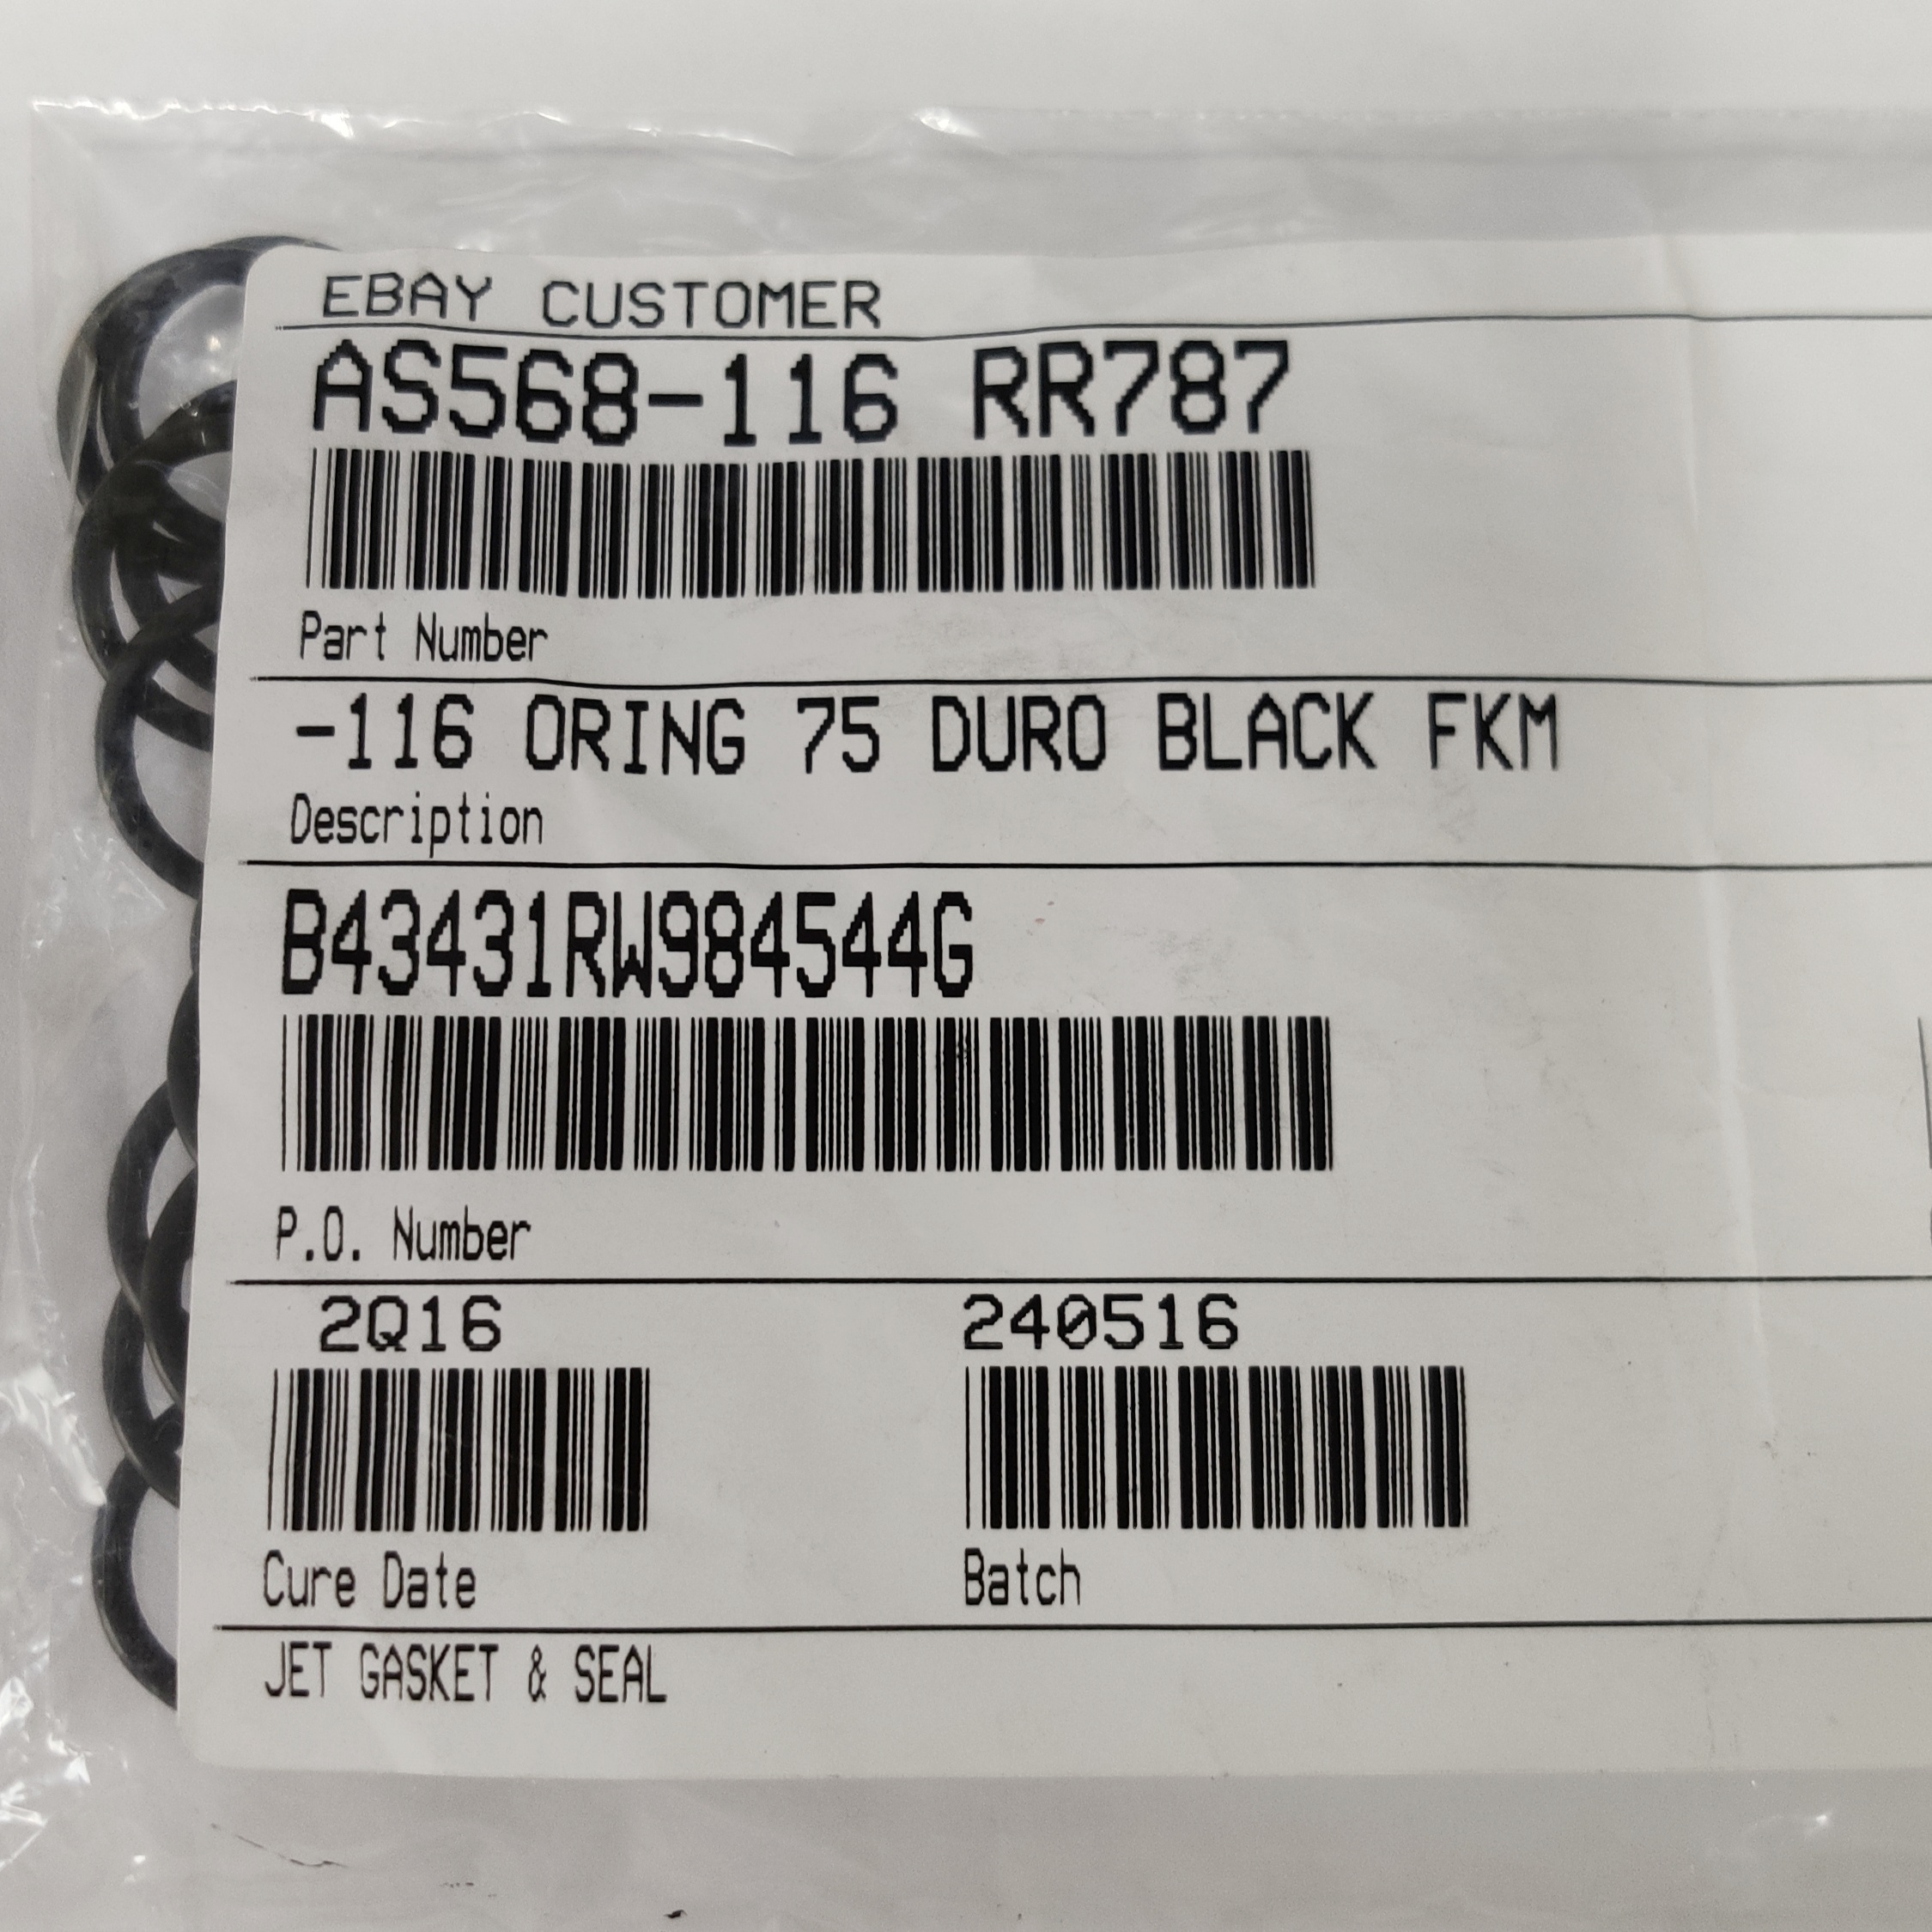 EBAY CUSTOMER
AS568-116 RR787
Part Number
-116 ORING 75 DURO BLACK FKM
Description
B43431RW984544G
P.O. Number
2Q16 240516
Cure Date Batch
JET GASKET & SEAL